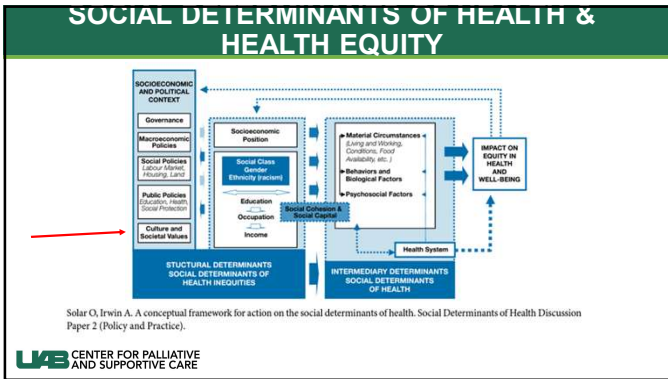 SOCIAL DETERMINANTS OF HEALTH &
HEALTH EQUITY
SOCIOECONOMIC
AND POLITICAL
CONTEXT
Governance
Macroeconomic
Policies
Social Policies
Labour Market,
Housing, Land
Public Policies
Education, Health,
Social Protection
Culture and
Societal Values
Socioeconomic
Position
Social Class
Gender
Ethnicity (racism)
Education
Occupation
Income
Social Cohesion &
Social Capital
STUCTURAL DETERMINANTS
SOCIAL DETERMINANTS OF
HEALTH INEQUITIES
Material Circumstances
(Living and Working,
Conditions, Food
Availability, etc. )
Behaviors and
Biological Factors
Psychosocial Factors
Health System
INTERMEDIARY DETERMINANTS
SOCIAL DETERMINANTS
OF HEALTH
IMPACT ON
EQUITY IN
HEALTH
AND
WELL-BEING
Solar O, Irwin A. A conceptual framework for action on the social determinants of health. Social Determinants of Health Discussion
Paper 2 (Policy and Practice).
UAB CENTER FOR PALLIATIVE
AND SUPPORTIVE CARE